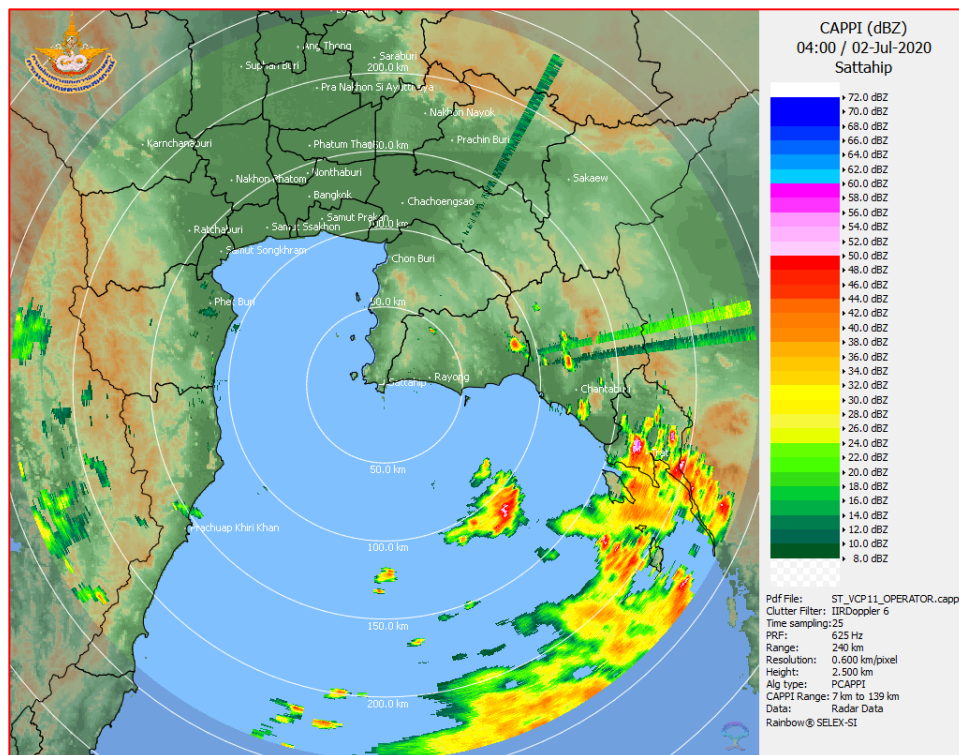 CAPPI (dBZ)
04:00 / 02-Jul-2020
Sattahip
72.0 dBZ
70.0 dBZ
68.0 dBZ
66.0 dBZ
64.0 dBZ
62.0 dBZ
60.0 dBZ
58.0 dBZ
56.0 dBZ
54.0 dBZ
52.0 dBZ
50.0 dBZ
48.0 dBZ
46.0 dBZ
44.0 dBZ
42.0 dBZ
40.0 dBZ
38.0 dBZ
36.0 dBZ
34.0 dBZ
32.0 dBZ
30.0 dBZ
28.0 dBZ
26.0 dBZ
24.0 dBZ
22.0 dBZ
20.0 dBZ
18.0 dBZ
16.0 dBZ
14.0 dBZ
12.0 dBZ
10.0 dBZ
8.0 dBZ
Pdf File: ST_VCP11_OPERATOR.capp
Clutter Filter: IIRDoppler 6
Time sampling:25
PRF: 625 Hz
Range: 240 km
Resolution: 0.600 km/pixel
Height: 2.500 km
Alg type: PCAPPI
CAPPI Range: 7 km to 139 km
Data: Radar Data
Rainbow® SELEX-SI
Ang Thong
Saraburi
Suphan Buri
200.0 km
Pra Nakhon Si Ayutthaya
Nakhon Nayok
Prachin Buri
Karnchanaburi
Phatum
Nonthaburi
Nakhon Phatom
Sakaew
Bangkok
Chachoengsao
Samut Prakan
Ratchaburi
Samut Ssakhon
Samut Songkhram
Chon Buri
Phet Buri
Rayong
Sattahip
50.0 km
Prachuap Khiri Khan
100.0 km
150.0 km
200.0 km